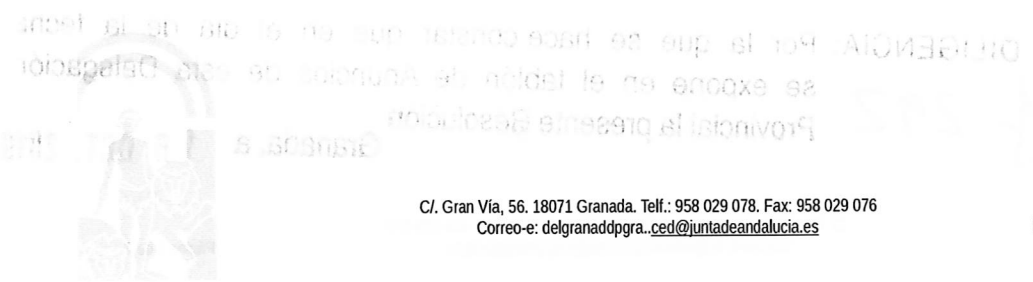 DILIGENCIA: Por la que se hace constar que en el día de la fecha
se expone en el tablón de Anuncios de esta Delegación
Provincial la presente Resolución
Granada, a
C/. Gran Vía, 56. 18071 Granada. Telf.: 958 029 078. Fax: 958 029 076
Correo-e: delgranaddpgra..ced@juntadeandalucia.es